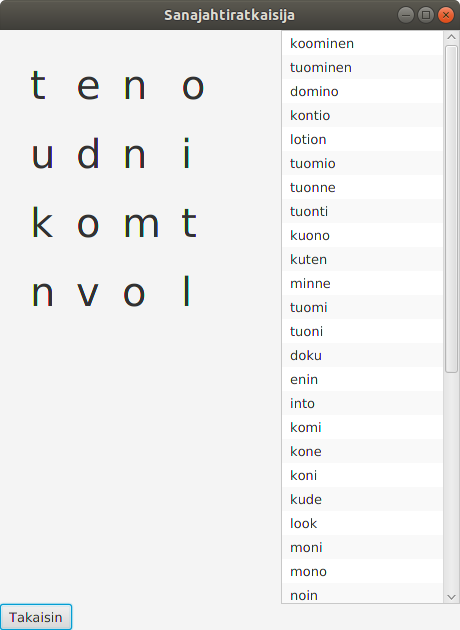 Sanajahtiratkaisija
t e n o
u d n i
k o m t
n v o l
koominen
tuominen
domino
kontio
lotion
tuomio
tuonne
tuonti
kuono
kuten
minne
tuomi
tuoni
doku
enin
into
komi
kone
koni
kude
look
moni
mono
noin
Takaisin